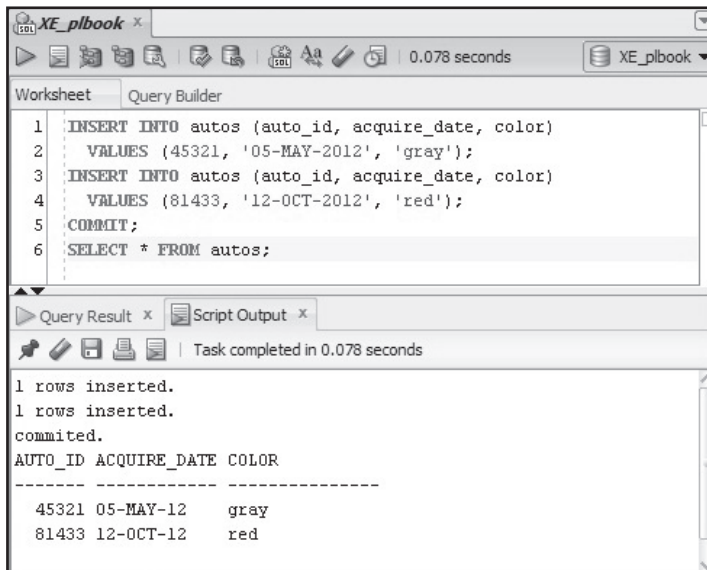 XE_plbook x
0.078 seconds XE_plbook
Worksheet Query Builder
1 INSERT INTO autos (auto_id, acquire_date, color)
2 VALUES (45321, '05-MAY-2012', 'gray');
3 INSERT INTO autos (auto_id, acquire_date, color)
4 VALUES (81433, '12-OCT-2012', 'red');
5 COMMIT;
6 SELECT * FROM autos;
Query Result x Script Output x
Task completed in 0.078 seconds
1 rows inserted.
1 rows inserted.
commited.
AUTO_ID ACQUIRE_DATE COLOR
------- ------------ ---------------
45321 05-MAY-12 gray
81433 12-OCT-12 red